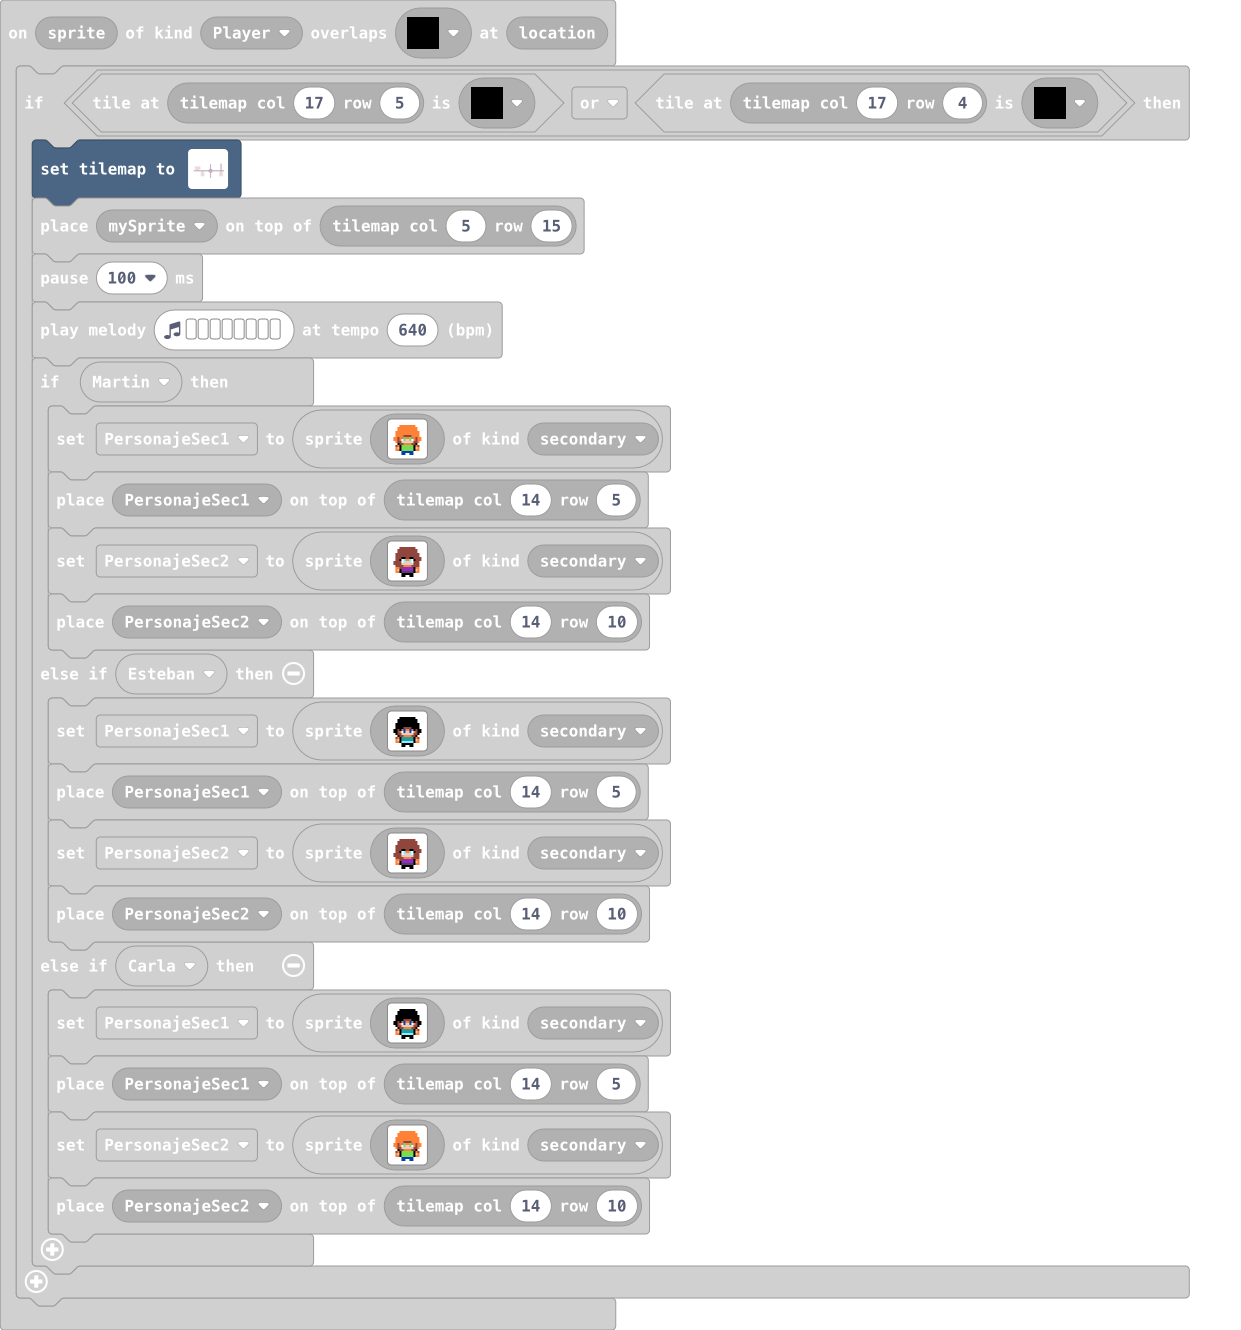 on sprite of kind Player overlaps at location
if tile at tilemap col 17 row 5 is or tile at tilemap col 17 row 4 is then
set tilemap to
place mySprite on top of tilemap col 5 row 15
pause 100 ms
play melody at tempo 640 (bpm)
if Martin then
set PersonajeSec1 to sprite of kind secondary
place PersonajeSec1 on top of tilemap col 14 row 5
set PersonajeSec2 to sprite of kind secondary
place PersonajeSec2 on top of tilemap col 14 row 10
else if Esteban then
set PersonajeSec1 to sprite of kind secondary
place PersonajeSec1 on top of tilemap col 14 row 5
set PersonajeSec2 to sprite of kind secondary
place PersonajeSec2 on top of tilemap col 14 row 10
else if Carla then
set PersonajeSec1 to sprite of kind secondary
place PersonajeSec1 on top of tilemap col 14 row 5
set PersonajeSec2 to sprite of kind secondary
place PersonajeSec2 on top of tilemap col 14 row 10